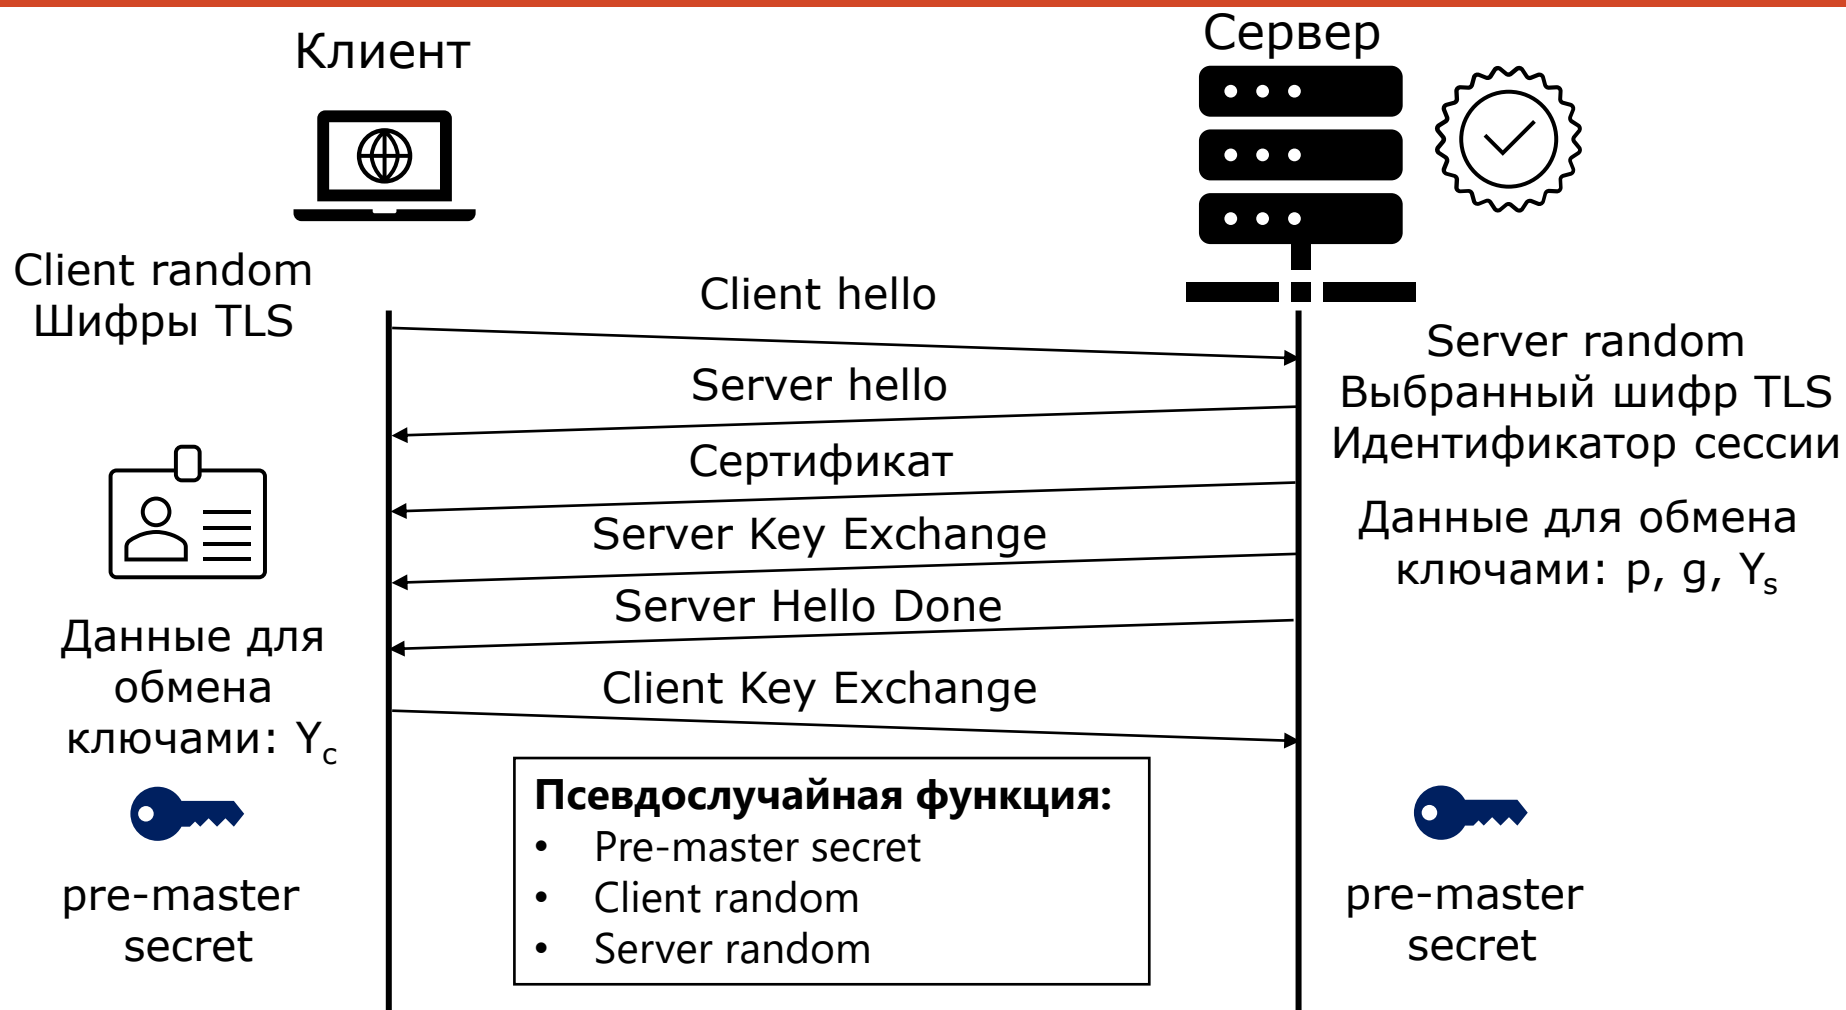 Клиент
Сервер
Client random
Шифры TLS
Client hello
Server random
Выбранный шифр TLS
Идентификатор сессии
Server hello
Сертификат
Server Key Exchange
Данные для обмена
ключами: p, g, Yₛ
Server Hello Done
Данные для
обмена
ключами: Y꜀
Client Key Exchange
Псевдослучайная функция:
• Pre-master secret
• Client random
• Server random
pre-master
secret
pre-master
secret